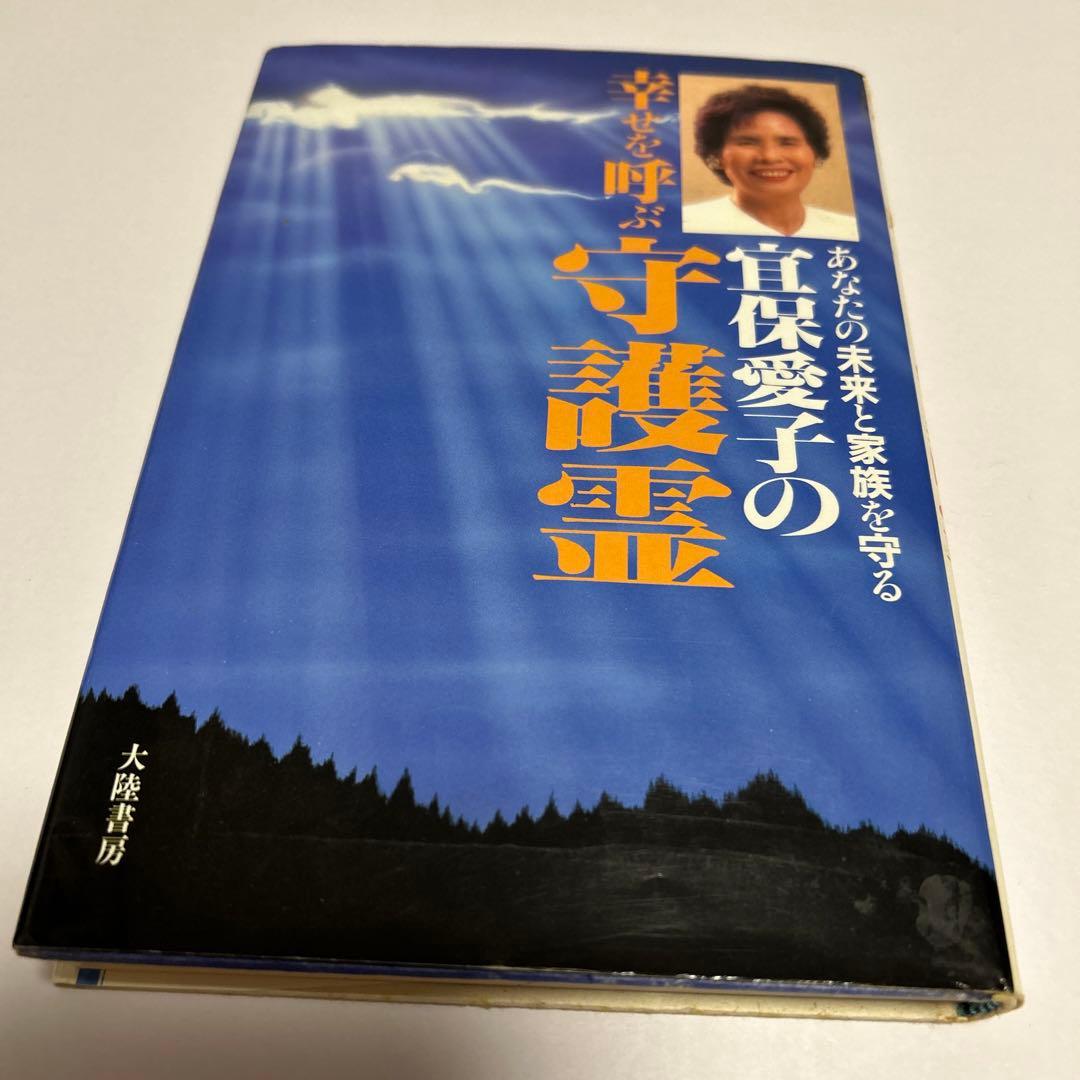 あなたの未来と家族を守る
宜保愛子の
幸せを呼ぶ
守護霊
大陸書房